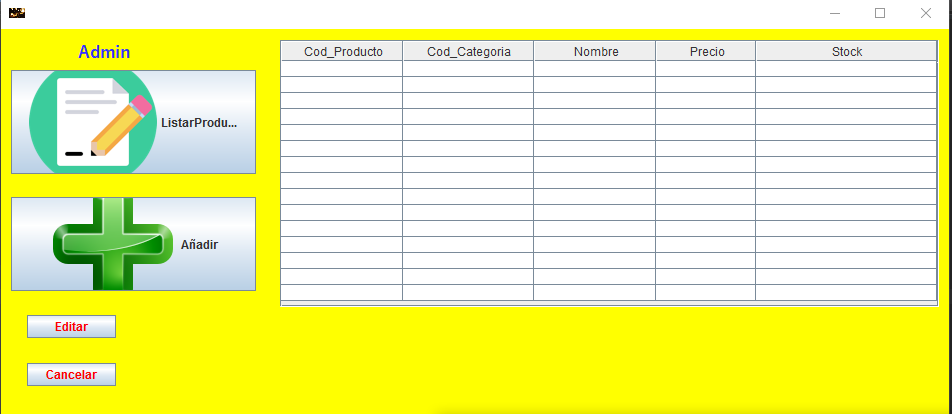 Admin
ListarProdu...
Añadir
Editar
Cancelar
Cod_Producto Cod_Categoria Nombre Precio Stock